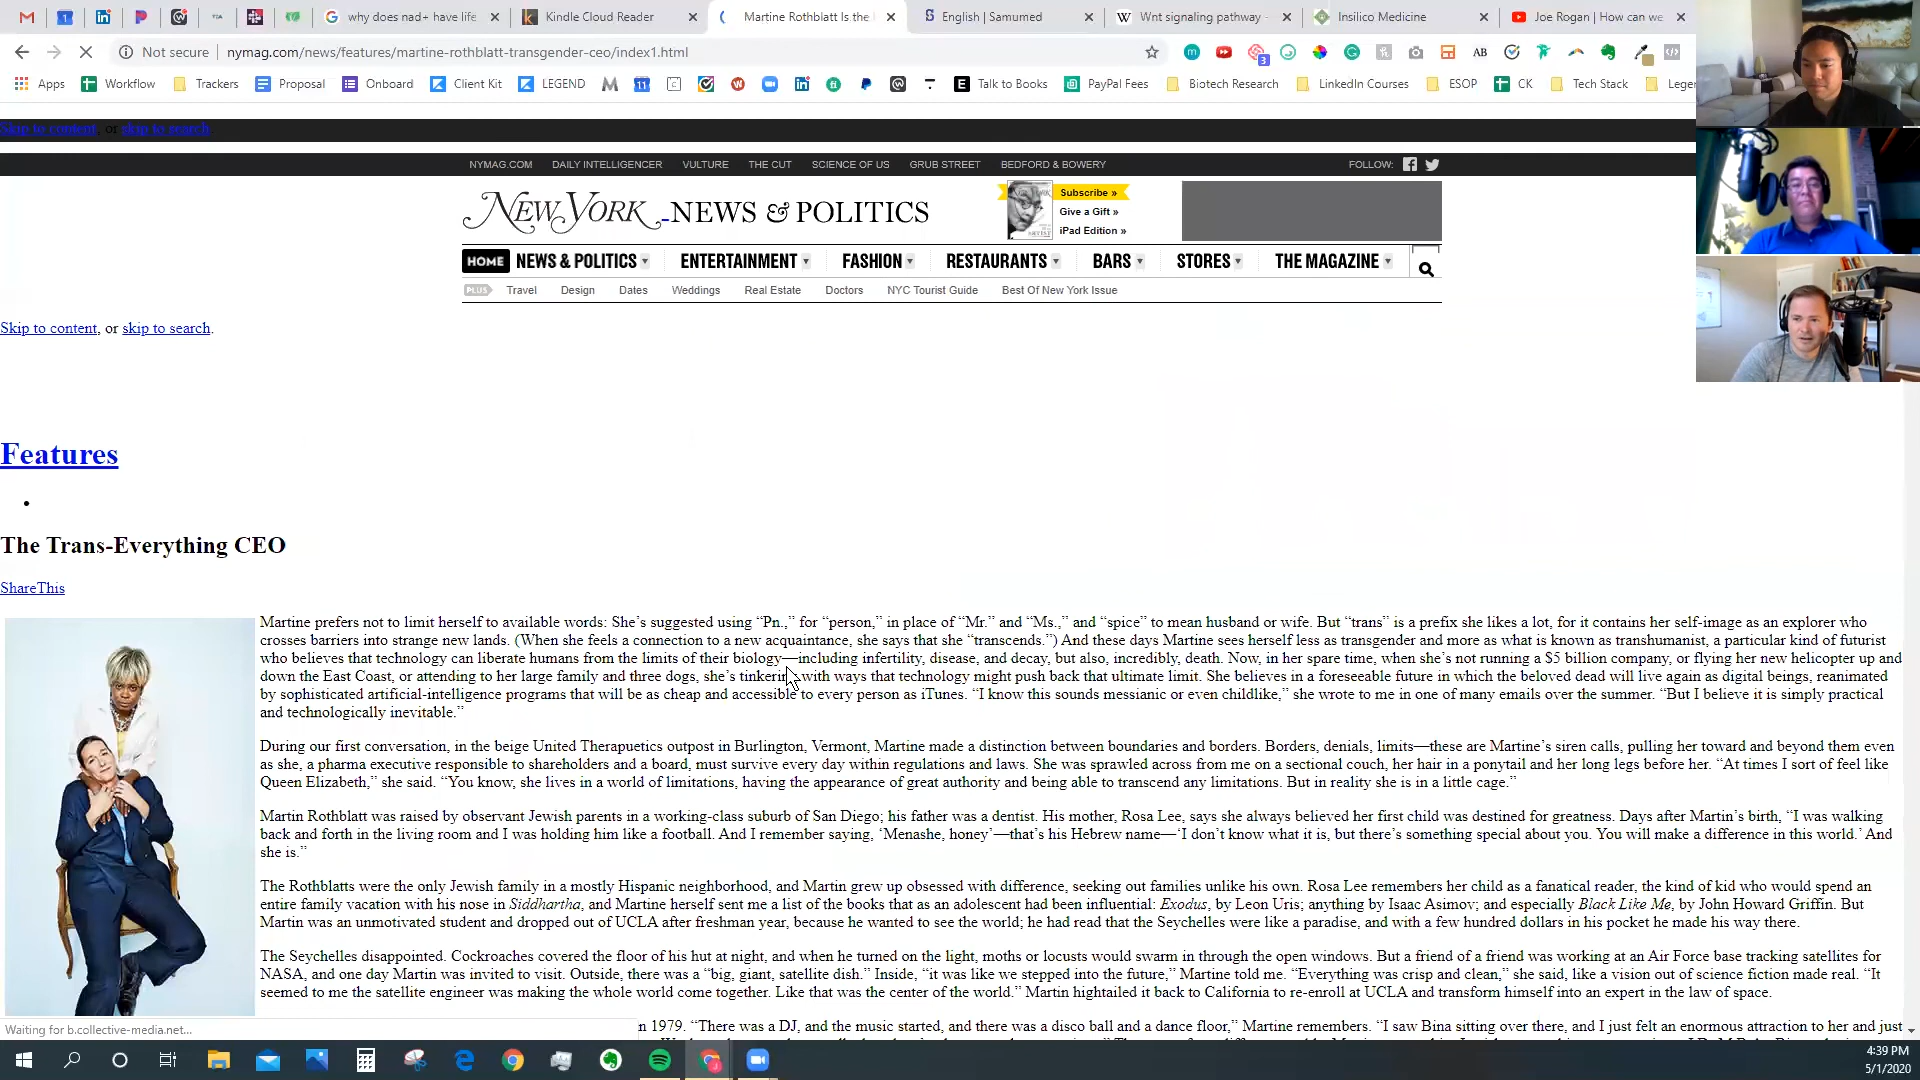 why does nad+ have life
Kindle Cloud Reader
Martine Rothblatt Is the
English | Samumed
Wnt signaling pathway -
Insilico Medicine
Joe Rogan | How can we
Not secure | nymag.com/news/features/martine-rothblatt-transgender-ceo/index1.html
Apps Workflow Trackers Proposal Onboard Client Kit LEGEND Talk to Books PayPal Fees Biotech Research LinkedIn Courses ESOP CK Tech Stack Leger
Skip to content, or skip to search.
NYMAG.COM DAILY INTELLIGENCER VULTURE THE CUT SCIENCE OF US GRUB STREET BEDFORD & BOWERY FOLLOW:
NEW YORK - NEWS & POLITICS
Subscribe »
Give a Gift »
iPad Edition »
HOME NEWS & POLITICS ENTERTAINMENT FASHION RESTAURANTS BARS STORES THE MAGAZINE
PLUS Travel Design Dates Weddings Real Estate Doctors NYC Tourist Guide Best Of New York Issue
Skip to content, or skip to search.
Features
The Trans-Everything CEO
ShareThis
Martine prefers not to limit herself to available words: She’s suggested using “Pn.,” for “person,” in place of “Mr.” and “Ms.,” and “spice” to mean husband or wife. But “trans” is a prefix she likes a lot, for it contains her self-image as an explorer who
crosses barriers into strange new lands. (When she feels a connection to a new acquaintance, she says that she “transcends.”) And these days Martine sees herself less as transgender and more as what is known as transhumanist, a particular kind of futurist
who believes that technology can liberate humans from the limits of their biology—including infertility, disease, and decay, but also, incredibly, death. Now, in her spare time, when she’s not running a $5 billion company, or flying her new helicopter up and
down the East Coast, or attending to her large family and three dogs, she’s tinkering with ways that technology might push back that ultimate limit. She believes in a foreseeable future in which the beloved dead will live again as digital beings, reanimated
by sophisticated artificial-intelligence programs that will be as cheap and accessible to every person as iTunes. “I know this sounds messianic or even childlike,” she wrote to me in one of many emails over the summer. “But I believe it is simply practical
and technologically inevitable.”
During our first conversation, in the beige United Therapuetics outpost in Burlington, Vermont, Martine made a distinction between boundaries and borders. Borders, denials, limits—these are Martine’s siren calls, pulling her toward and beyond them even
as she, a pharma executive responsible to shareholders and a board, must survive every day within regulations and laws. She was sprawled across from me on a sectional couch, her hair in a ponytail and her long legs before her. “At times I sort of feel like
Queen Elizabeth,” she said. “You know, she lives in a world of limitations, having the appearance of great authority and being able to transcend any limitations. But in reality she is in a little cage.”
Martin Rothblatt was raised by observant Jewish parents in a working-class suburb of San Diego; his father was a dentist. His mother, Rosa Lee, says she always believed her first child was destined for greatness. Days after Martin’s birth, “I was walking
back and forth in the living room and I was holding him like a football. And I remember saying, ‘Menashe, honey’—that’s his Hebrew name—‘I don’t know what it is, but there’s something special about you. You will make a difference in this world.’ And
she is.”
The Rothblatts were the only Jewish family in a mostly Hispanic neighborhood, and Martin grew up obsessed with difference, seeking out families unlike his own. Rosa Lee remembers her child as a fanatical reader, the kind of kid who would spend an
entire family vacation with his nose in Siddhartha, and Martine herself sent me a list of the books that as an adolescent had been influential: Exodus, by Leon Uris; anything by Isaac Asimov; and especially Black Like Me, by John Howard Griffin. But
Martin was an unmotivated student and dropped out of UCLA after freshman year, because he wanted to see the world; he had read that the Seychelles were like a paradise, and with a few hundred dollars in his pocket he made his way there.
The Seychelles disappointed. Cockroaches covered the floor of his hut at night, and when he turned on the light, moths or locusts would swarm in through the open windows. But a friend of a friend was working at an Air Force base tracking satellites for
NASA, and one day Martin was invited to visit. Outside, there was a “big, giant, satellite dish.” Inside, “it was like we stepped into the future,” Martine told me. “Everything was crisp and clean,” she said, like a vision out of science fiction made real. “It
seemed to me the satellite engineer was making the whole world come together. Like that was the center of the world.” Martin hightailed it back to California to re-enroll at UCLA and transform himself into an expert in the law of space.
n 1979. “There was a DJ, and the music started, and there was a disco ball and a dance floor,” Martine remembers. “I saw Bina sitting over there, and I just felt an enormous attraction to her and just
Waiting for b.collective-media.net...
4:39 PM
5/1/2020